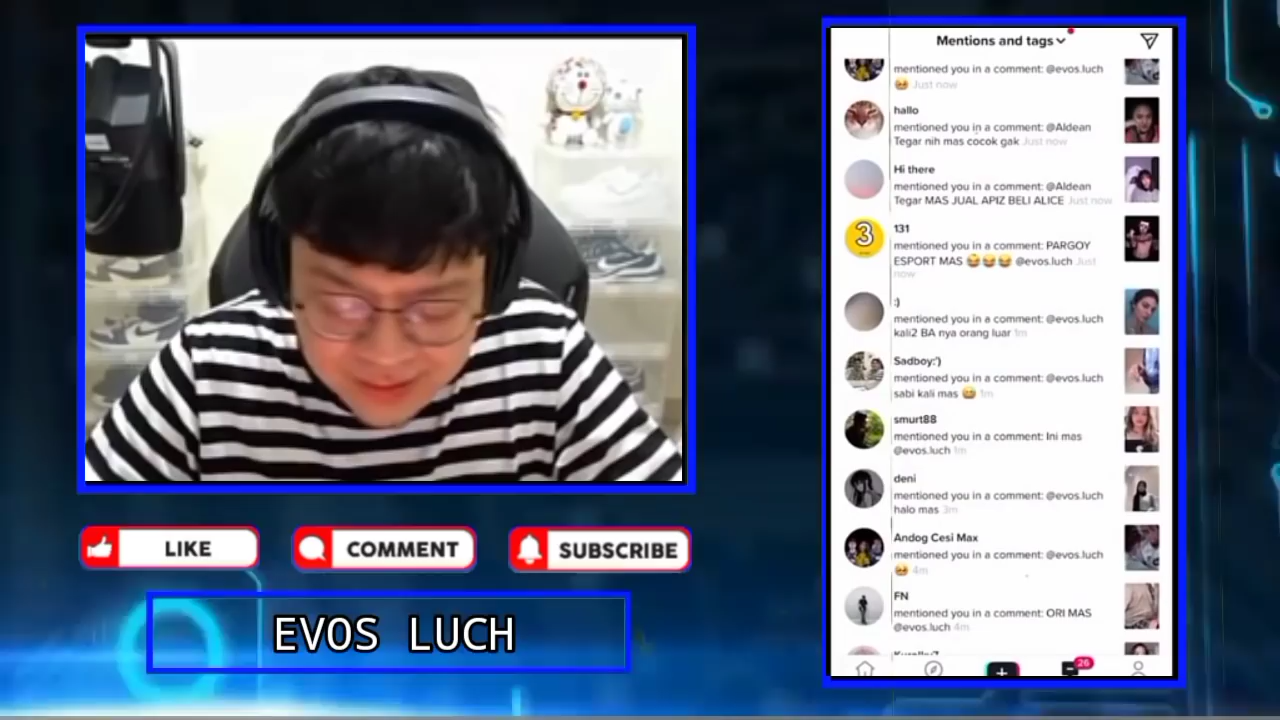 LIKE
COMMENT
SUBSCRIBE
EVOS LUCH
Mentions and tags
mentioned you in a comment: @evos.luch
🥺 Just now
hallo
mentioned you in a comment: @Aldean
Tegar nih mas cocok gak Just now
Hi there
mentioned you in a comment: @Aldean
Tegar MAS JUAL APIZ BELI ALICE Just now
131
mentioned you in a comment: PARGOY
ESPORT MAS 😂😂😂 @evos.luch Just
now
3
:)
mentioned you in a comment: @evos.luch
kali2 BA nya orang luar 1m
Sadboy:')
mentioned you in a comment: @evos.luch
sabi kali mas 😆 1m
smurt88
mentioned you in a comment: Ini mas
@evos.luch 1m
deni
mentioned you in a comment: @evos.luch
halo mas 3m
Andog Cesi Max
mentioned you in a comment: @evos.luch
🥺 4m
FN
mentioned you in a comment: ORI MAS
@evos.luch 4m
26